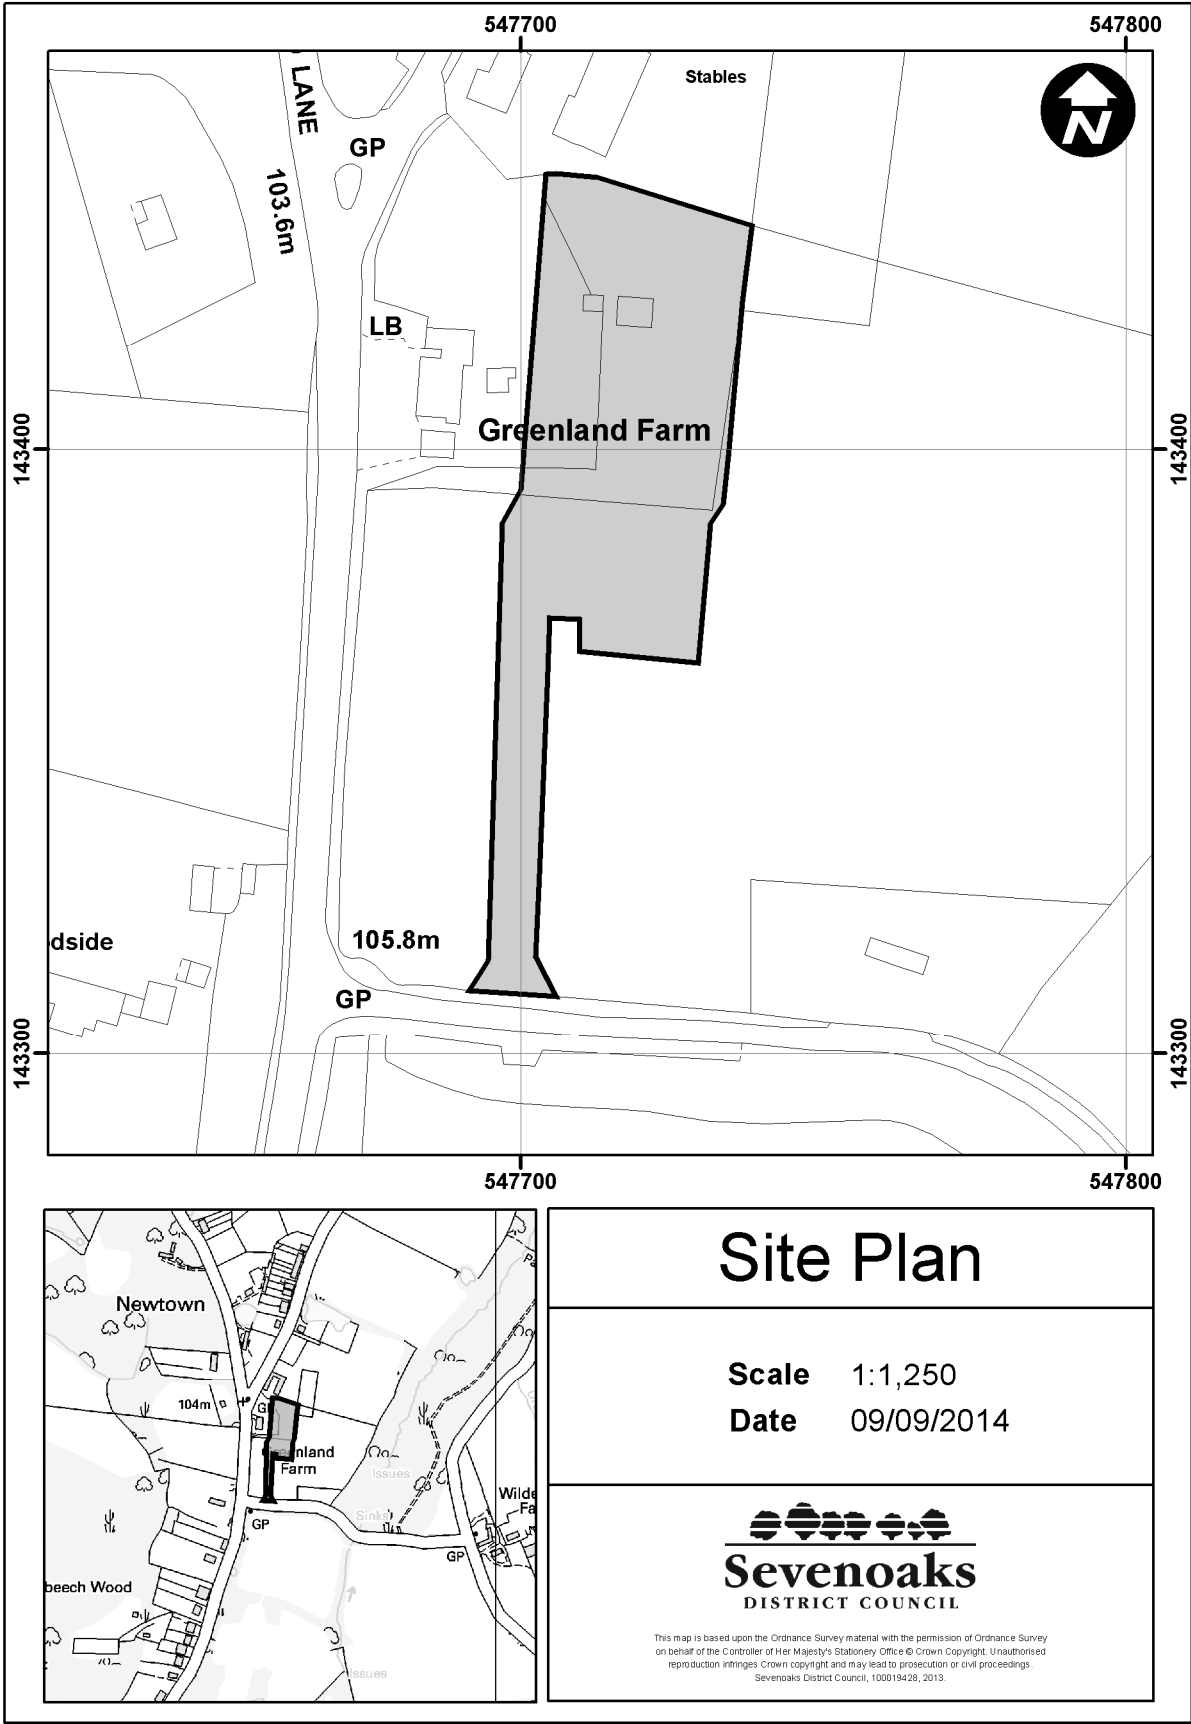 547700
547800
LANE
Stables
N
GP
103.6m
LB
Greenland Farm
143400
143400
dside
105.8m
GP
143300
143300
547700
547800
Newtown
104m
Farm
Issues
Sinks
GP
GP
beech Wood
Issues
Site Plan
Scale 1:1,250
Date 09/09/2014
Sevenoaks
DISTRICT COUNCIL
This map is based upon the Ordnance Survey material with the permission of Ordnance Survey
on behalf of the Controller of Her Majesty's Stationery Office © Crown Copyright. Unauthorised
reproduction infringes Crown copyright and may lead to prosecution or civil proceedings.
Sevenoaks District Council, 100019428, 2013.